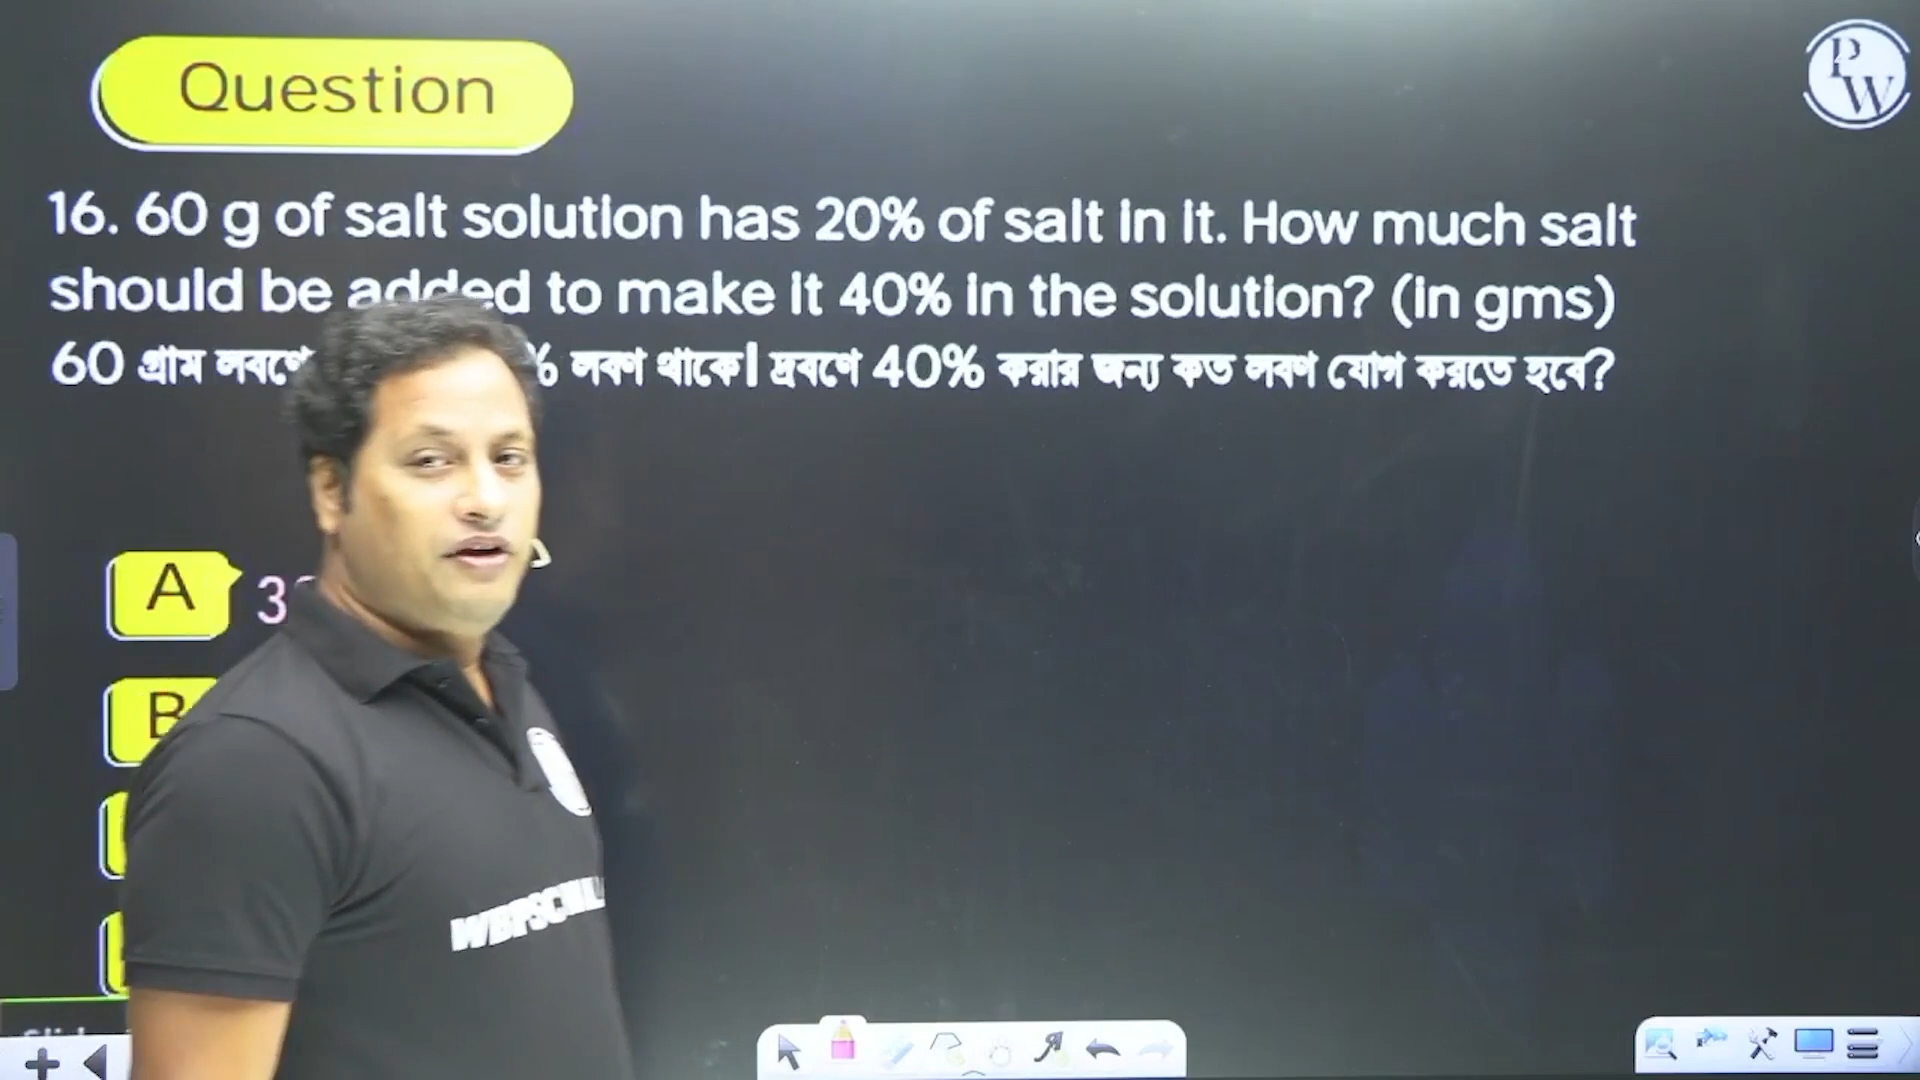 Question
PW
16. 60 g of salt solution has 20% of salt in it. How much salt
should be added to make it 40% in the solution? (in gms)
60 গ্রাম % লবণ থাকে। দ্রবণে 40% করার জন্য কত লবণ যোগ করতে হবে?
A
B